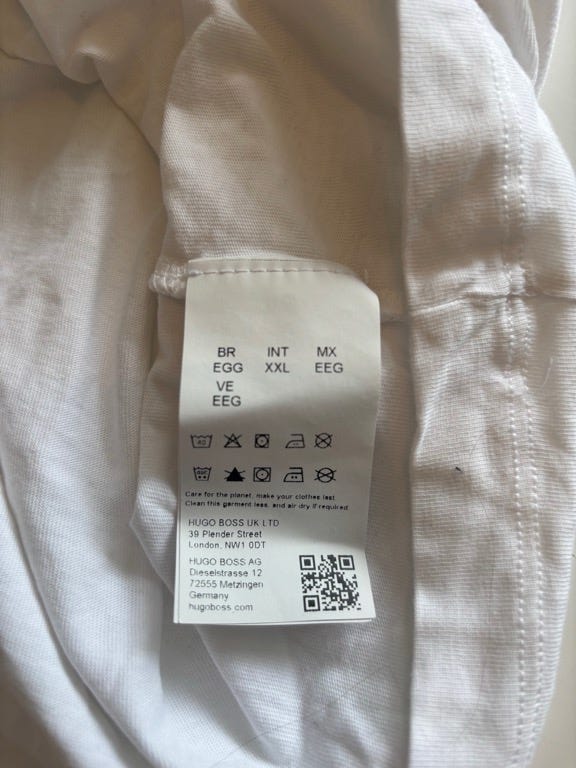 BR INT MX
EGG XXL EEG
VE
EEG
40
Care for the planet, make your clothes last
Clean this garment less, and air dry if required
HUGO BOSS UK LTD
39 Plender Street
London, NW1 0DT
HUGO BOSS AG
Dieselstrasse 12
72555 Metzingen
Germany
hugoboss.com